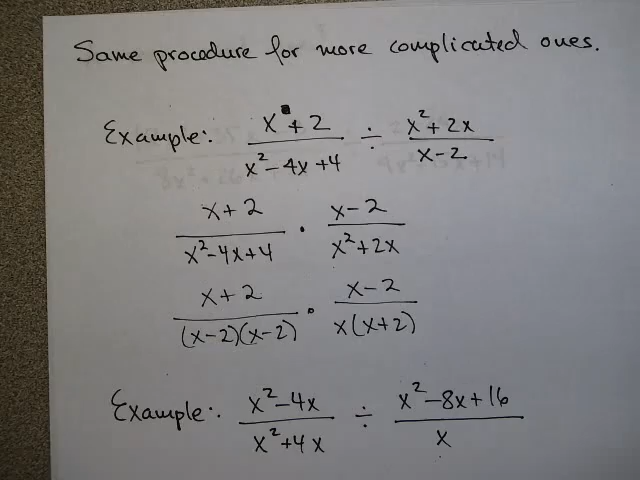 Same procedure for more complicated ones.
Example: (x + 2)/(x² - 4x + 4) ÷ (x² + 2x)/(x - 2)
(x + 2)/(x² - 4x + 4) · (x - 2)/(x² + 2x)
(x + 2)/((x - 2)(x - 2)) · (x - 2)/(x(x + 2))
Example: (x² - 4x)/(x² + 4x) ÷ (x² - 8x + 16)/x